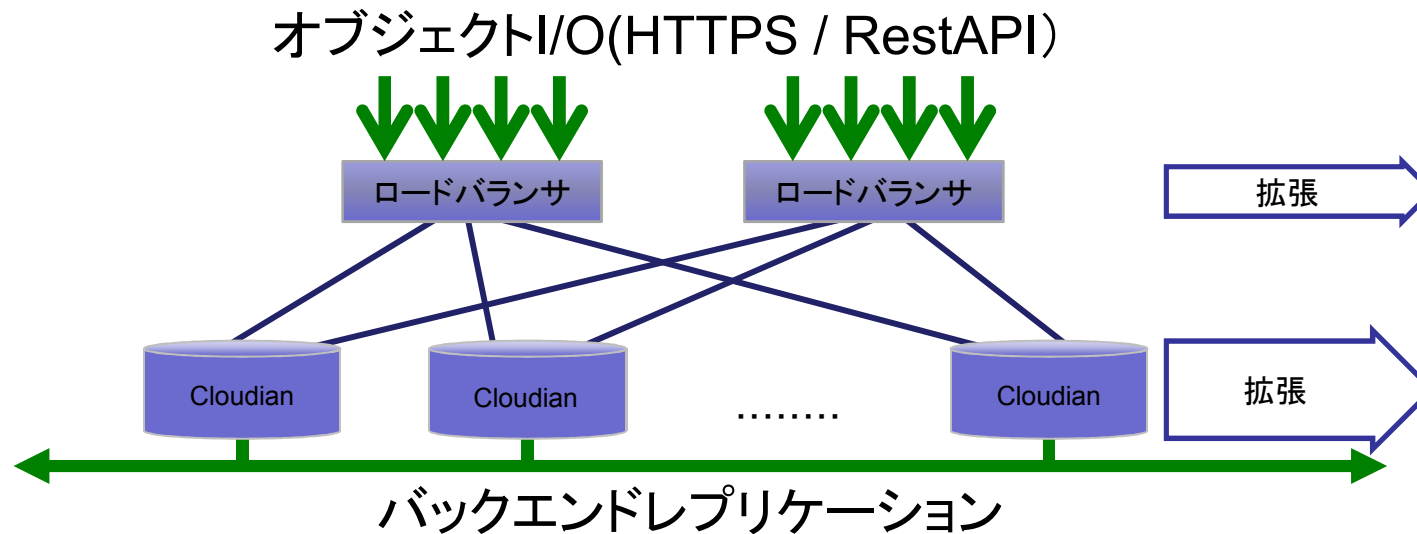 オブジェクトI/O(HTTPS / RestAPI）
ロードバランサ
ロードバランサ
拡張
Cloudian
Cloudian
........
Cloudian
拡張
バックエンドレプリケーション